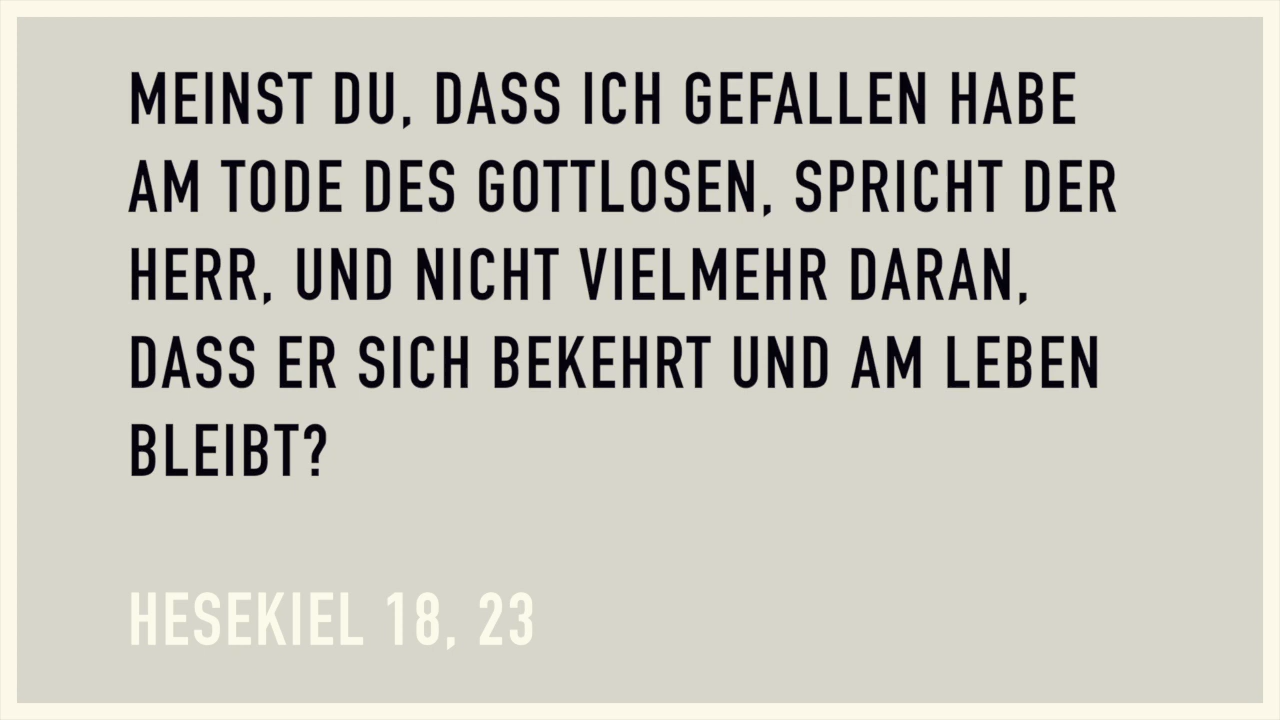 MEINST DU, DASS ICH GEFALLEN HABE
AM TODE DES GOTTLOSEN, SPRICHT DER
HERR, UND NICHT VIELMEHR DARAN,
DASS ER SICH BEKEHRT UND AM LEBEN
BLEIBT?
HESEKIEL 18, 23